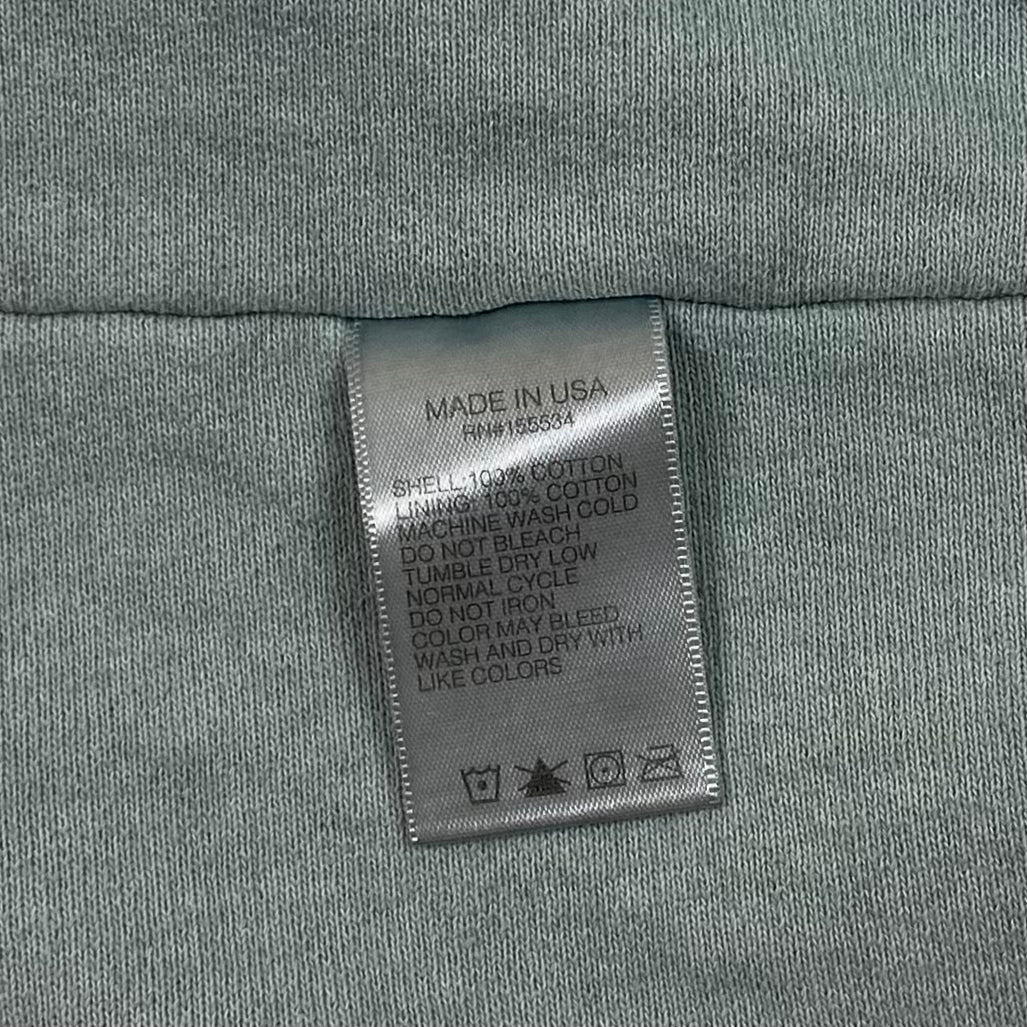 MADE IN USA
RN#155534
SHELL: 100% COTTON
LINING: 100% COTTON
MACHINE WASH COLD
DO NOT BLEACH
TUMBLE DRY LOW
NORMAL CYCLE
DO NOT IRON
COLOR MAY BLEED
WASH AND DRY WITH
LIKE COLORS